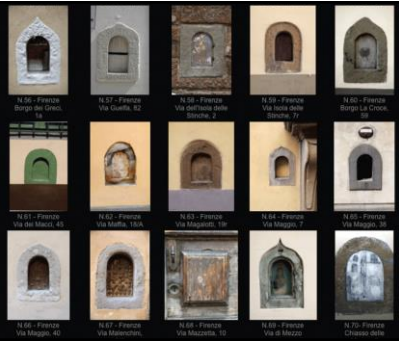 N.56 - Firenze
Borgo dei Greci,
1a
N.57 - Firenze
Via Guelfa, 82
N.58 - Firenze
Via dell'Isola delle
Stinche, 2
N.59 - Firenze
Via Isola delle
Stinche, 7r
N.60 - Firenze
Borgo La Croce,
59
N.61 - Firenze
Via dei Macci, 45
N.62 - Firenze
Via Maffia, 18/A
N.63 - Firenze
Via Magalotti, 19r
N.64 - Firenze
Via Maggio, 7
N.65 - Firenze
Via Maggio, 38
N.66 - Firenze
Via Maggio, 40
N.67 - Firenze
Via Malenchini,
N.68 - Firenze
Via Mazzetta, 10
N.69 - Firenze
Via di Mezzo
N.70- Firenze
Chiasso delle